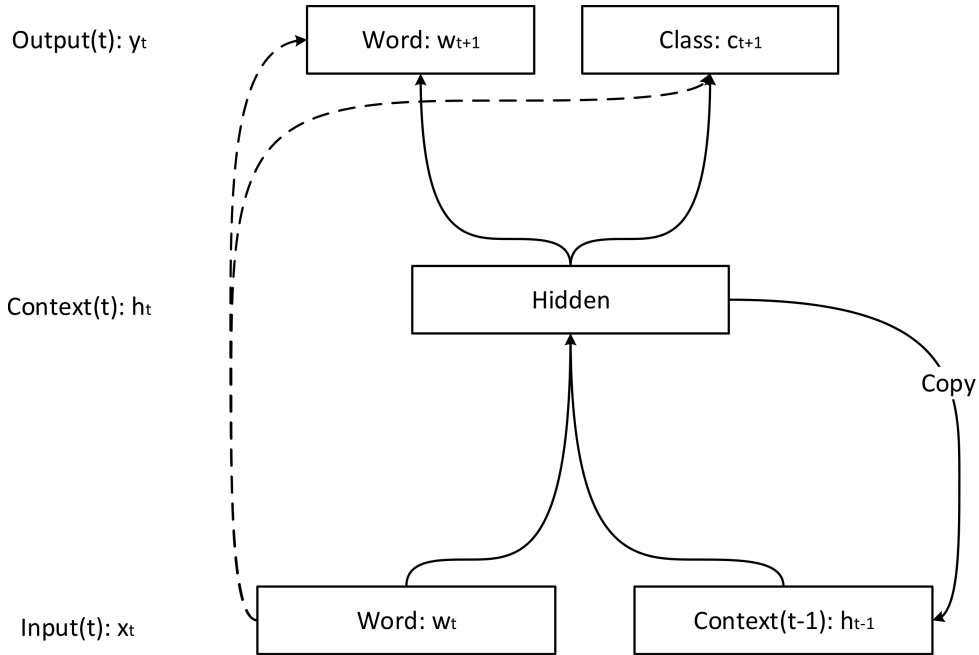 Output(t): yt
Word: wt+1
Class: ct+1
Context(t): ht
Hidden
Copy
Input(t): xt
Word: wt
Context(t-1): ht-1